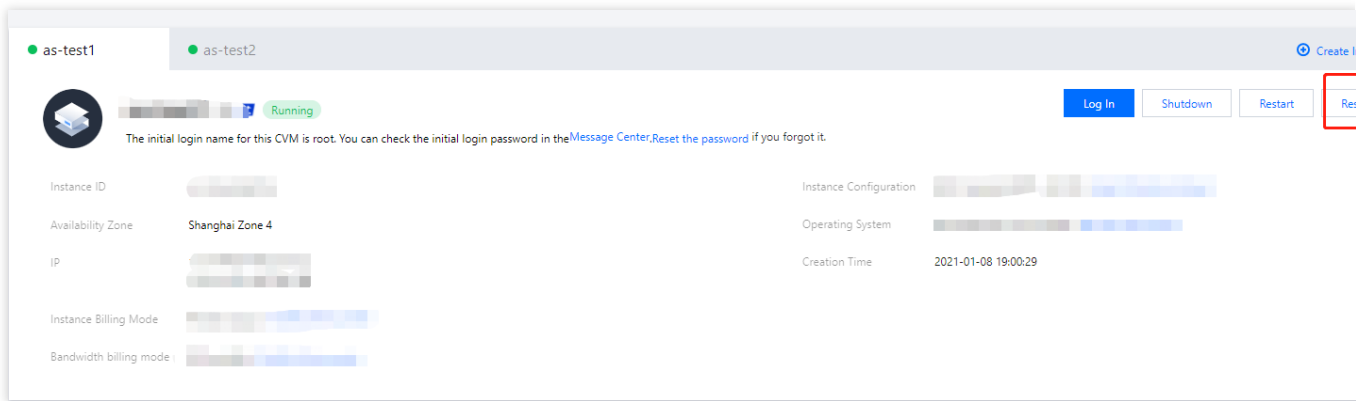 as-test1
as-test2
Create
Running
Log In
Shutdown
Restart
Res
The initial login name for this CVM is root. You can check the initial login password in the Message Center.Reset the password if you forgot it.
Instance ID
Instance Configuration
Availability Zone
Shanghai Zone 4
Operating System
IP
Creation Time
2021-01-08 19:00:29
Instance Billing Mode
Bandwidth billing mode